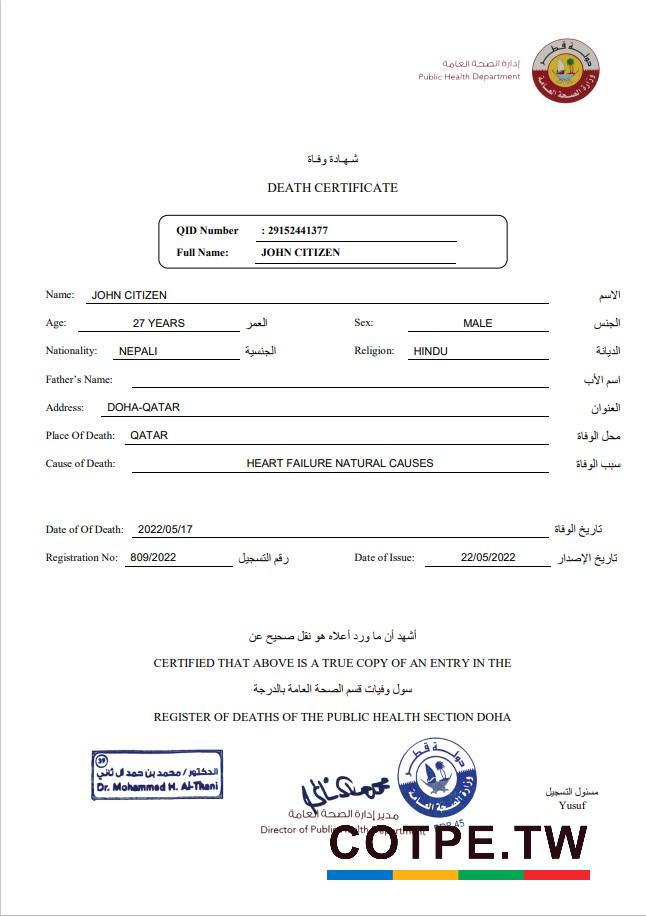 إدارة الصحة العامة
Public Health Department
دولة قطر
وزارة الصحة العامة
شهادة وفاة
DEATH CERTIFICATE
QID Number : 29152441377
Full Name: JOHN CITIZEN
Name: JOHN CITIZEN الاسم
Age: 27 YEARS العمر Sex: MALE الجنس
Nationality: NEPALI الجنسية Religion: HINDU الديانة
Father's Name: اسم الأب
Address: DOHA-QATAR العنوان
Place Of Death: QATAR محل الوفاة
Cause of Death: HEART FAILURE NATURAL CAUSES سبب الوفاة
Date of Of Death: 2022/05/17 تاريخ الوفاة
Registration No: 809/2022 رقم التسجيل Date of Issue: 22/05/2022 تاريخ الإصدار
أشهد أن ما ورد أعلاه هو نقل صحيح عن
CERTIFIED THAT ABOVE IS A TRUE COPY OF AN ENTRY IN THE
سول وفيات قسم الصحة العامة بالدرجة
REGISTER OF DEATHS OF THE PUBLIC HEALTH SECTION DOHA
39
الدكتور / محمد بن حمد آل ثاني
Dr. Mohammed H. Al-Thani
دولة قطر
وزارة الصحة العامة
مدير إدارة الصحة العامة
Director of Public Health Department
مسئول التسجيل
Yusuf
COTPE.TW